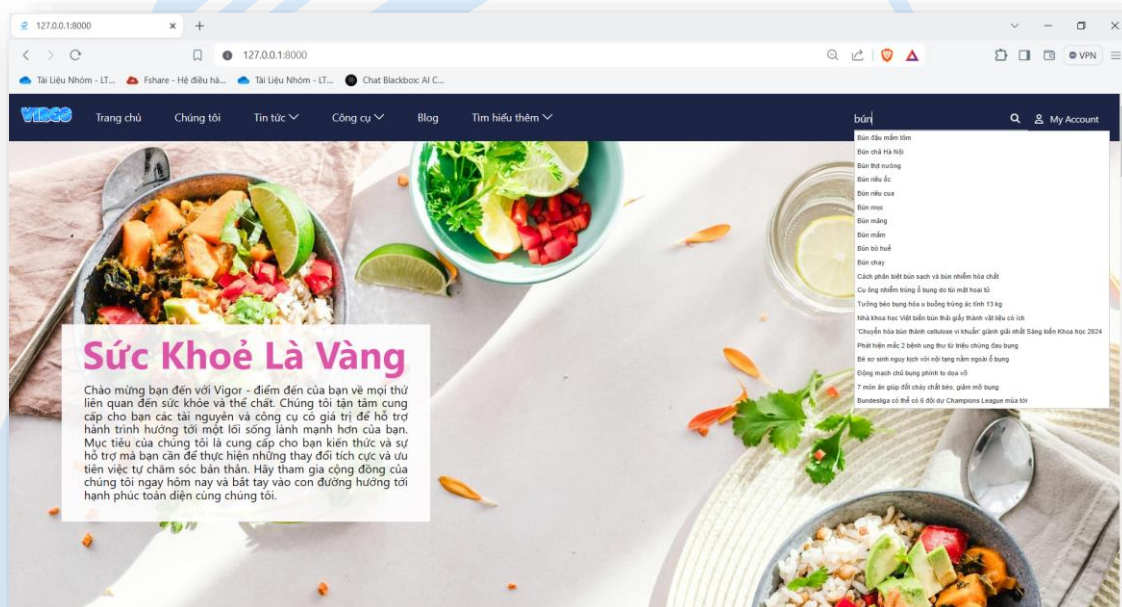 127.0.0.1:8000
127.0.0.1:8000
VPN
Tài Liệu Nhóm - LT...
Fshare - Hệ điều hà...
Tài Liệu Nhóm - LT...
Chat Blackbox: AI C...
Trang chủ
Chúng tôi
Tin tức
Công cụ
Blog
Tìm hiểu thêm
bún
My Account
Bún đậu mắm tôm
Bún chả Hà Nội
Bún thịt nướng
Bún riêu ốc
Bún riêu cua
Bún mọc
Bún măng
Bún mắm
Bún bò huế
Bún chay
Cách phân biệt bún sạch và bún nhiễm hóa chất
Cụ ông nhiễm trùng ổ bụng do túi mật hoại tử
Tưởng béo bụng hóa u buồng trứng ác tính 13 kg
Nhà khoa học Việt biến bùn thải giấy thành vật liệu có ích
'Chuyển hóa bùn thành cellulose vi khuẩn' giành giải nhất Sáng kiến Khoa học 2024
Phát hiện mắc 2 bệnh ung thư từ triệu chứng đau bụng
Bé sơ sinh nguy kịch với nội tạng nằm ngoài ổ bụng
Động mạch chủ bụng phình to dọa vỡ
7 món ăn giúp đốt cháy chất béo, giảm mỡ bụng
Bundesliga có thể có 6 đội dự Champions League mùa tới
Sức Khoẻ Là Vàng
Chào mừng bạn đến với Vigor - điểm đến của bạn về mọi thứ
liên quan đến sức khỏe và thể chất. Chúng tôi tận tâm cung
cấp cho bạn các tài nguyên và công cụ có giá trị để hỗ trợ
hành trình hướng tới một lối sống lành mạnh hơn của bạn.
Mục tiêu của chúng tôi là cung cấp cho bạn kiến thức và sự
hỗ trợ mà bạn cần để thực hiện những thay đổi tích cực và ưu
tiên việc tự chăm sóc bản thân. Hãy tham gia cộng đồng của
chúng tôi ngay hôm nay và bắt tay vào con đường hướng tới
hạnh phúc toàn diện cùng chúng tôi.